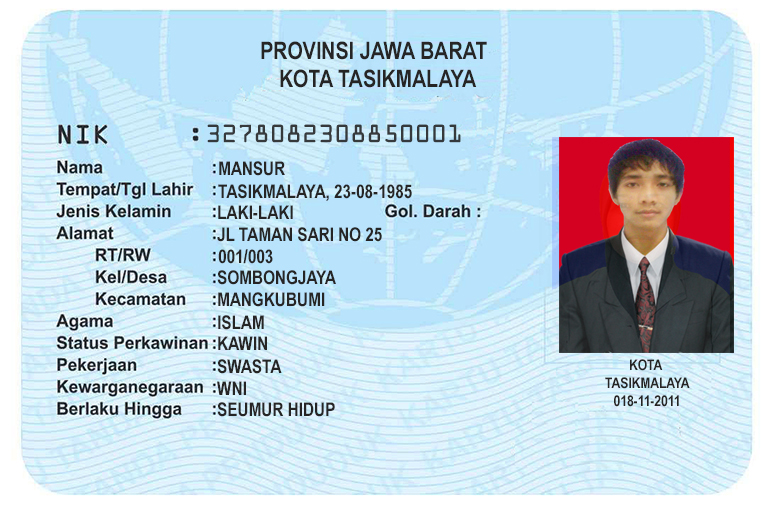 PROVINSI JAWA BARAT
KOTA TASIKMALAYA
NIK :3278082308850001
Nama :MANSUR
Tempat/Tgl Lahir :TASIKMALAYA, 23-08-1985
Jenis Kelamin :LAKI-LAKI Gol. Darah :
Alamat :JL TAMAN SARI NO 25
RT/RW :001/003
Kel/Desa :SOMBONGJAYA
Kecamatan :MANGKUBUMI
Agama :ISLAM
Status Perkawinan :KAWIN
Pekerjaan :SWASTA
Kewarganegaraan :WNI
Berlaku Hingga :SEUMUR HIDUP
KOTA
TASIKMALAYA
018-11-2011